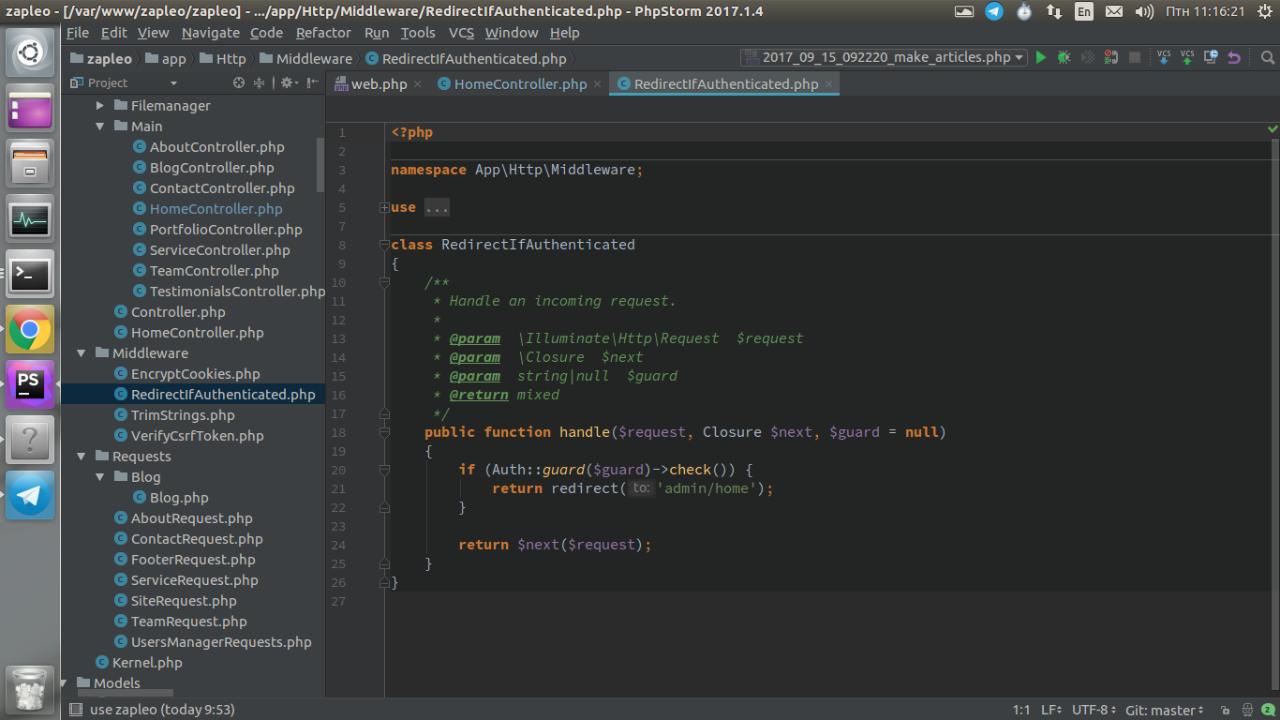 zapleo - [/var/www/zapleo/zapleo] - .../app/Http/Middleware/RedirectIfAuthenticated.php - PhpStorm 2017.1.4
En Птн 11:16:21
File Edit View Navigate Code Refactor Run Tools VCS Window Help
zapleo app Http Middleware RedirectIfAuthenticated.php 2017_09_15_092220_make_articles.php VCS VCS
Project
web.php HomeController.php RedirectIfAuthenticated.php
Filemanager
Main
AboutController.php
BlogController.php
ContactController.php
HomeController.php
PortfolioController.php
ServiceController.php
TeamController.php
TestimonialsController.php
Controller.php
HomeController.php
Middleware
EncryptCookies.php
RedirectIfAuthenticated.php
TrimStrings.php
VerifyCsrfToken.php
Requests
Blog
Blog.php
AboutRequest.php
ContactRequest.php
FooterRequest.php
ServiceRequest.php
SiteRequest.php
TeamRequest.php
UsersManagerRequests.php
Kernel.php
Models
PS
1 <?php
2
3 namespace App\Http\Middleware;
4
5 use ...
7
8 class RedirectIfAuthenticated
9 {
10 /**
11 * Handle an incoming request.
12 *
13 * @param \Illuminate\Http\Request $request
14 * @param \Closure $next
15 * @param string|null $guard
16 * @return mixed
17 */
18 public function handle($request, Closure $next, $guard = null)
19 {
20 if (Auth::guard($guard)->check()) {
21 return redirect( to: 'admin/home');
22 }
23
24 return $next($request);
25 }
26 }
27
use zapleo (today 9:53) 1:1 LF UTF-8 Git: master 2